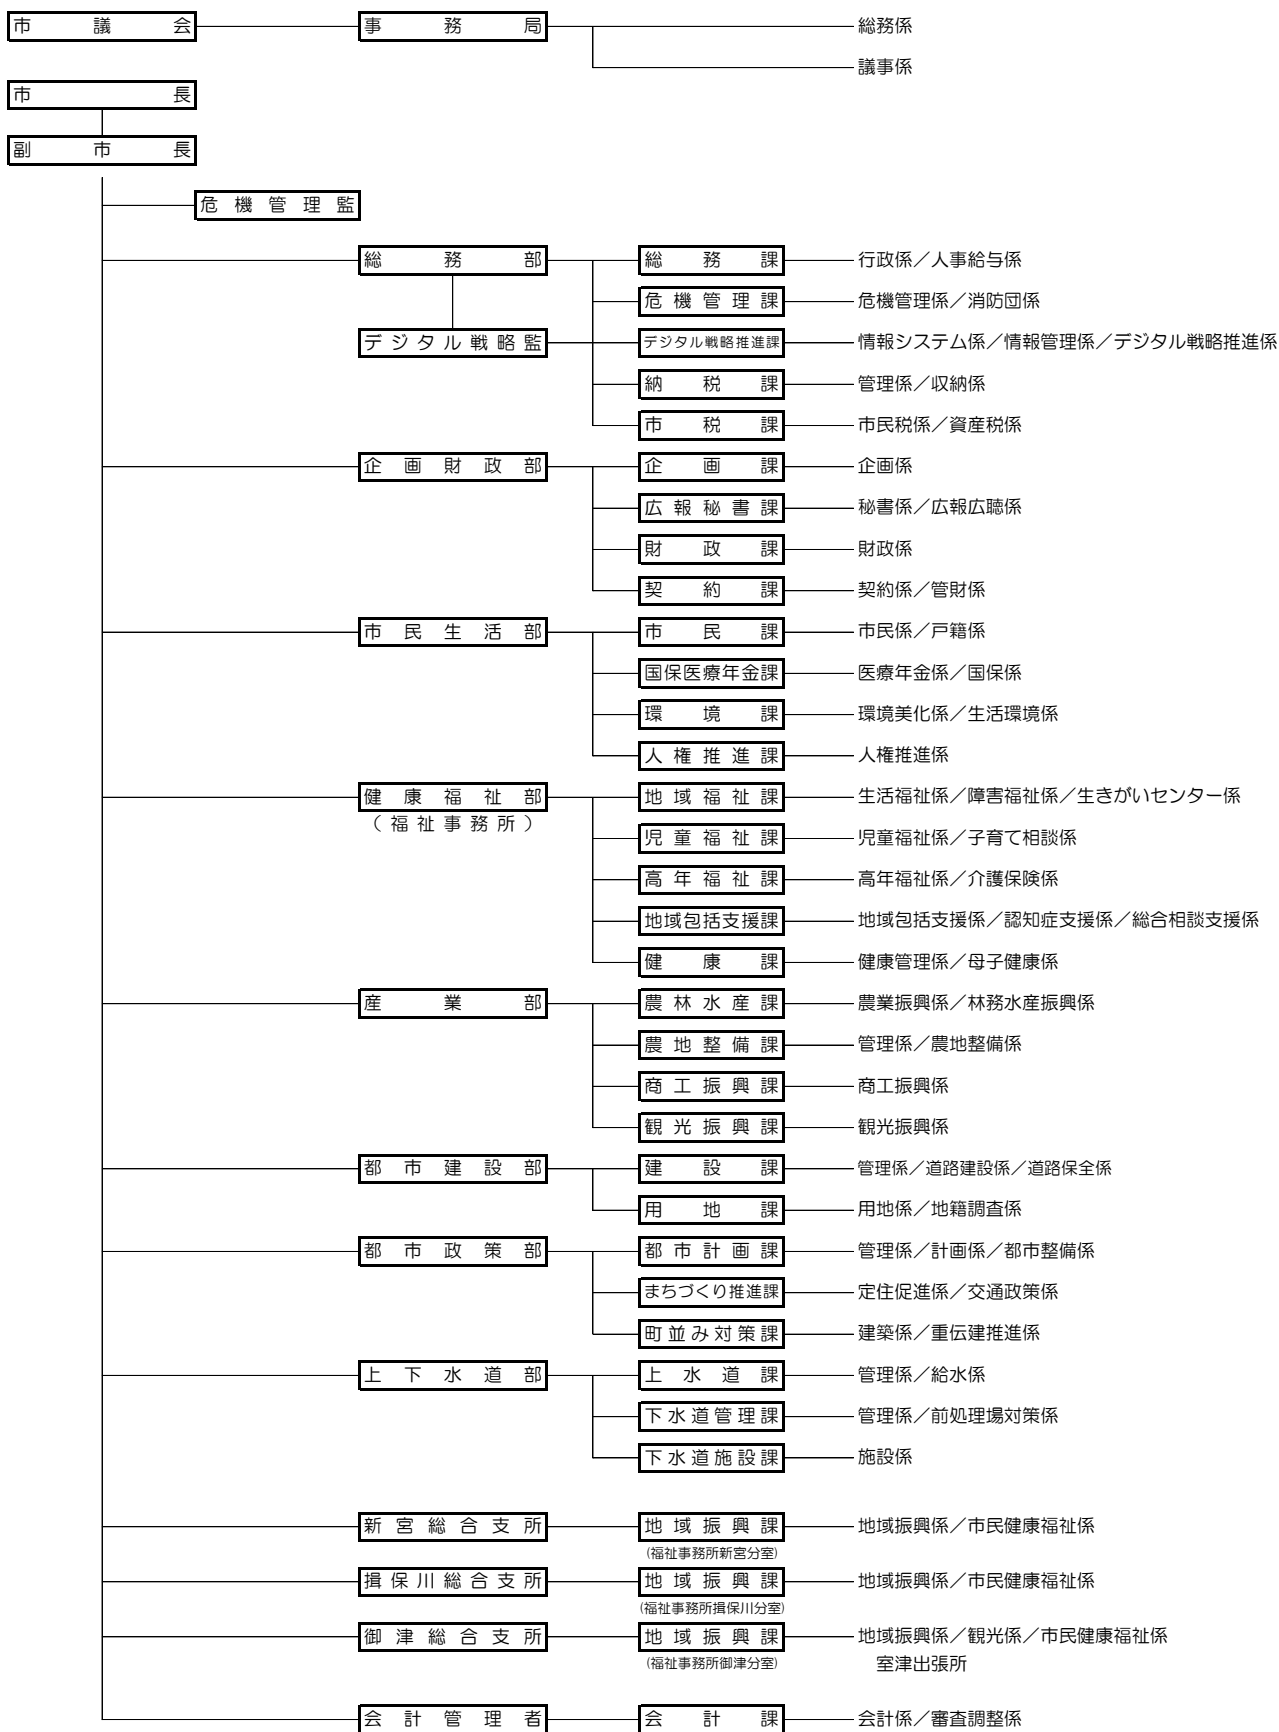 市議会 事務局 総務係
議事係
市長
副市長
危機管理監
総務部 総務課 行政係／人事給与係
危機管理課 危機管理係／消防団係
デジタル戦略監 デジタル戦略推進課 情報システム係／情報管理係／デジタル戦略推進係
納税課 管理係／収納係
市税課 市民税係／資産税係
企画財政部 企画課 企画係
広報秘書課 秘書係／広報広聴係
財政課 財政係
契約課 契約係／管財係
市民生活部 市民課 市民係／戸籍係
国保医療年金課 医療年金係／国保係
環境課 環境美化係／生活環境係
人権推進課 人権推進係
健康福祉部 地域福祉課 生活福祉係／障害福祉係／生きがいセンター係
（福祉事務所）
児童福祉課 児童福祉係／子育て相談係
高年福祉課 高年福祉係／介護保険係
地域包括支援課 地域包括支援係／認知症支援係／総合相談支援係
健康課 健康管理係／母子健康係
産業部 農林水産課 農業振興係／林務水産振興係
農地整備課 管理係／農地整備係
商工振興課 商工振興係
観光振興課 観光振興係
都市建設部 建設課 管理係／道路建設係／道路保全係
用地課 用地係／地籍調査係
都市政策部 都市計画課 管理係／計画係／都市整備係
まちづくり推進課 定住促進係／交通政策係
町並み対策課 建築係／重伝建推進係
上下水道部 上水道課 管理係／給水係
下水道管理課 管理係／前処理場対策係
下水道施設課 施設係
新宮総合支所 地域振興課 地域振興係／市民健康福祉係
(福祉事務所新宮分室)
揖保川総合支所 地域振興課 地域振興係／市民健康福祉係
(福祉事務所揖保川分室)
御津総合支所 地域振興課 地域振興係／観光係／市民健康福祉係
(福祉事務所御津分室) 室津出張所
会計管理者 会計課 会計係／審査調整係